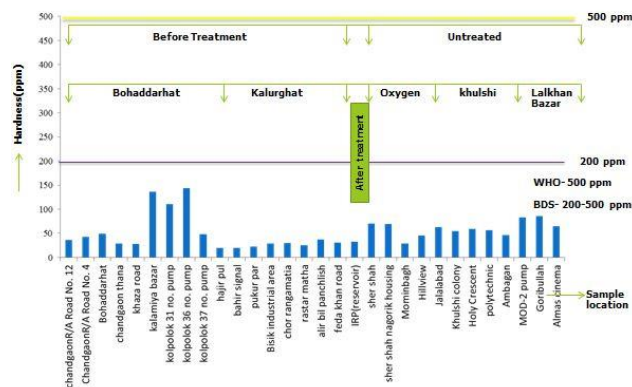 500 ppm
Before Treatment
Untreated
Bohaddarhat
Kalurghat
Oxygen
khulshi
Lalkhan
Bazar
After treatment
200 ppm
WHO- 500 ppm
BDS- 200-500 ppm
Sample
location
Hardness(ppm)
500
450
400
350
300
250
200
150
100
50
0
chandgaonR/A Road No. 12
ChandgaonR/A Road No. 4
Bohaddarhat
chandgaon thana
khaza road
kalamiya bazar
kolpolok 31 no. pump
kolpolok 36 no. pump
kolpolok 37 no. pump
hajir pul
bahir signal
pukur par
Bisik industrial area
chor rangamatia
rastar matha
alir bil panchlish
feda khan road
IRP(reservoir)
sher shah
sher shah nagorik housing
Mominbagh
Hillview
Jalalabad
Khulshi colony
Holy Crescent
polytechnic
Ambagan
MOD-2 pump
Goribullah
Almas cinema